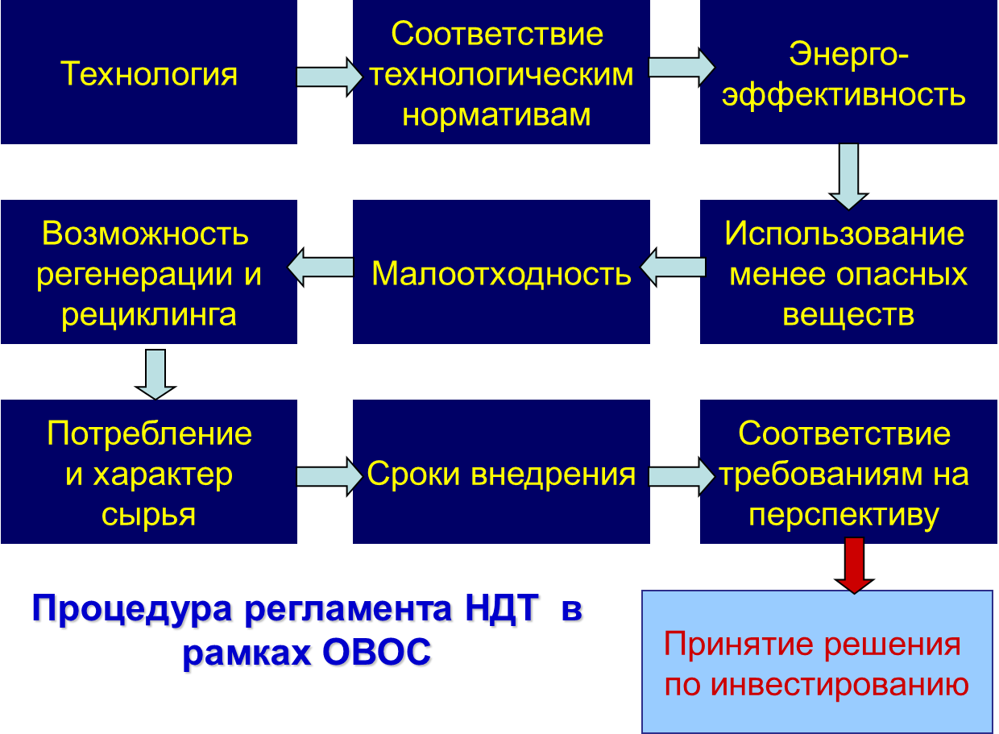 Технология
Соответствие
технологическим
нормативам
Энерго-
эффективность
Возможность
регенерации и
рециклинга
Малоотходность
Использование
менее опасных
веществ
Потребление
и характер
сырья
Сроки внедрения
Соответствие
требованиям на
перспективу
Процедура регламента НДТ в
рамках ОВОС
Принятие решения
по инвестированию